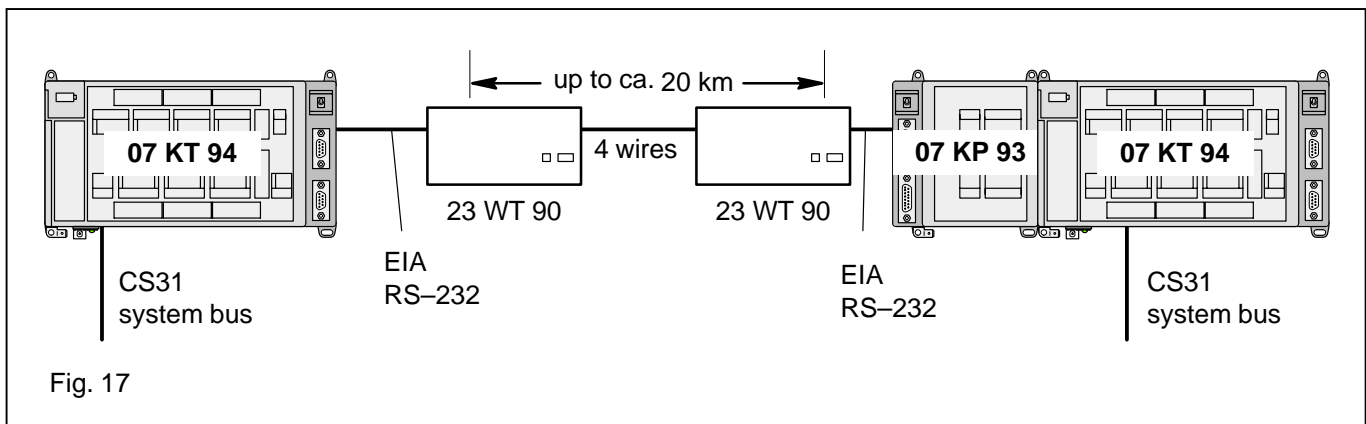 up to ca. 20 km
07 KT 94
4 wires
07 KP 93
07 KT 94
23 WT 90
23 WT 90
EIA
RS–232
EIA
RS–232
CS31
system bus
CS31
system bus
Fig. 17